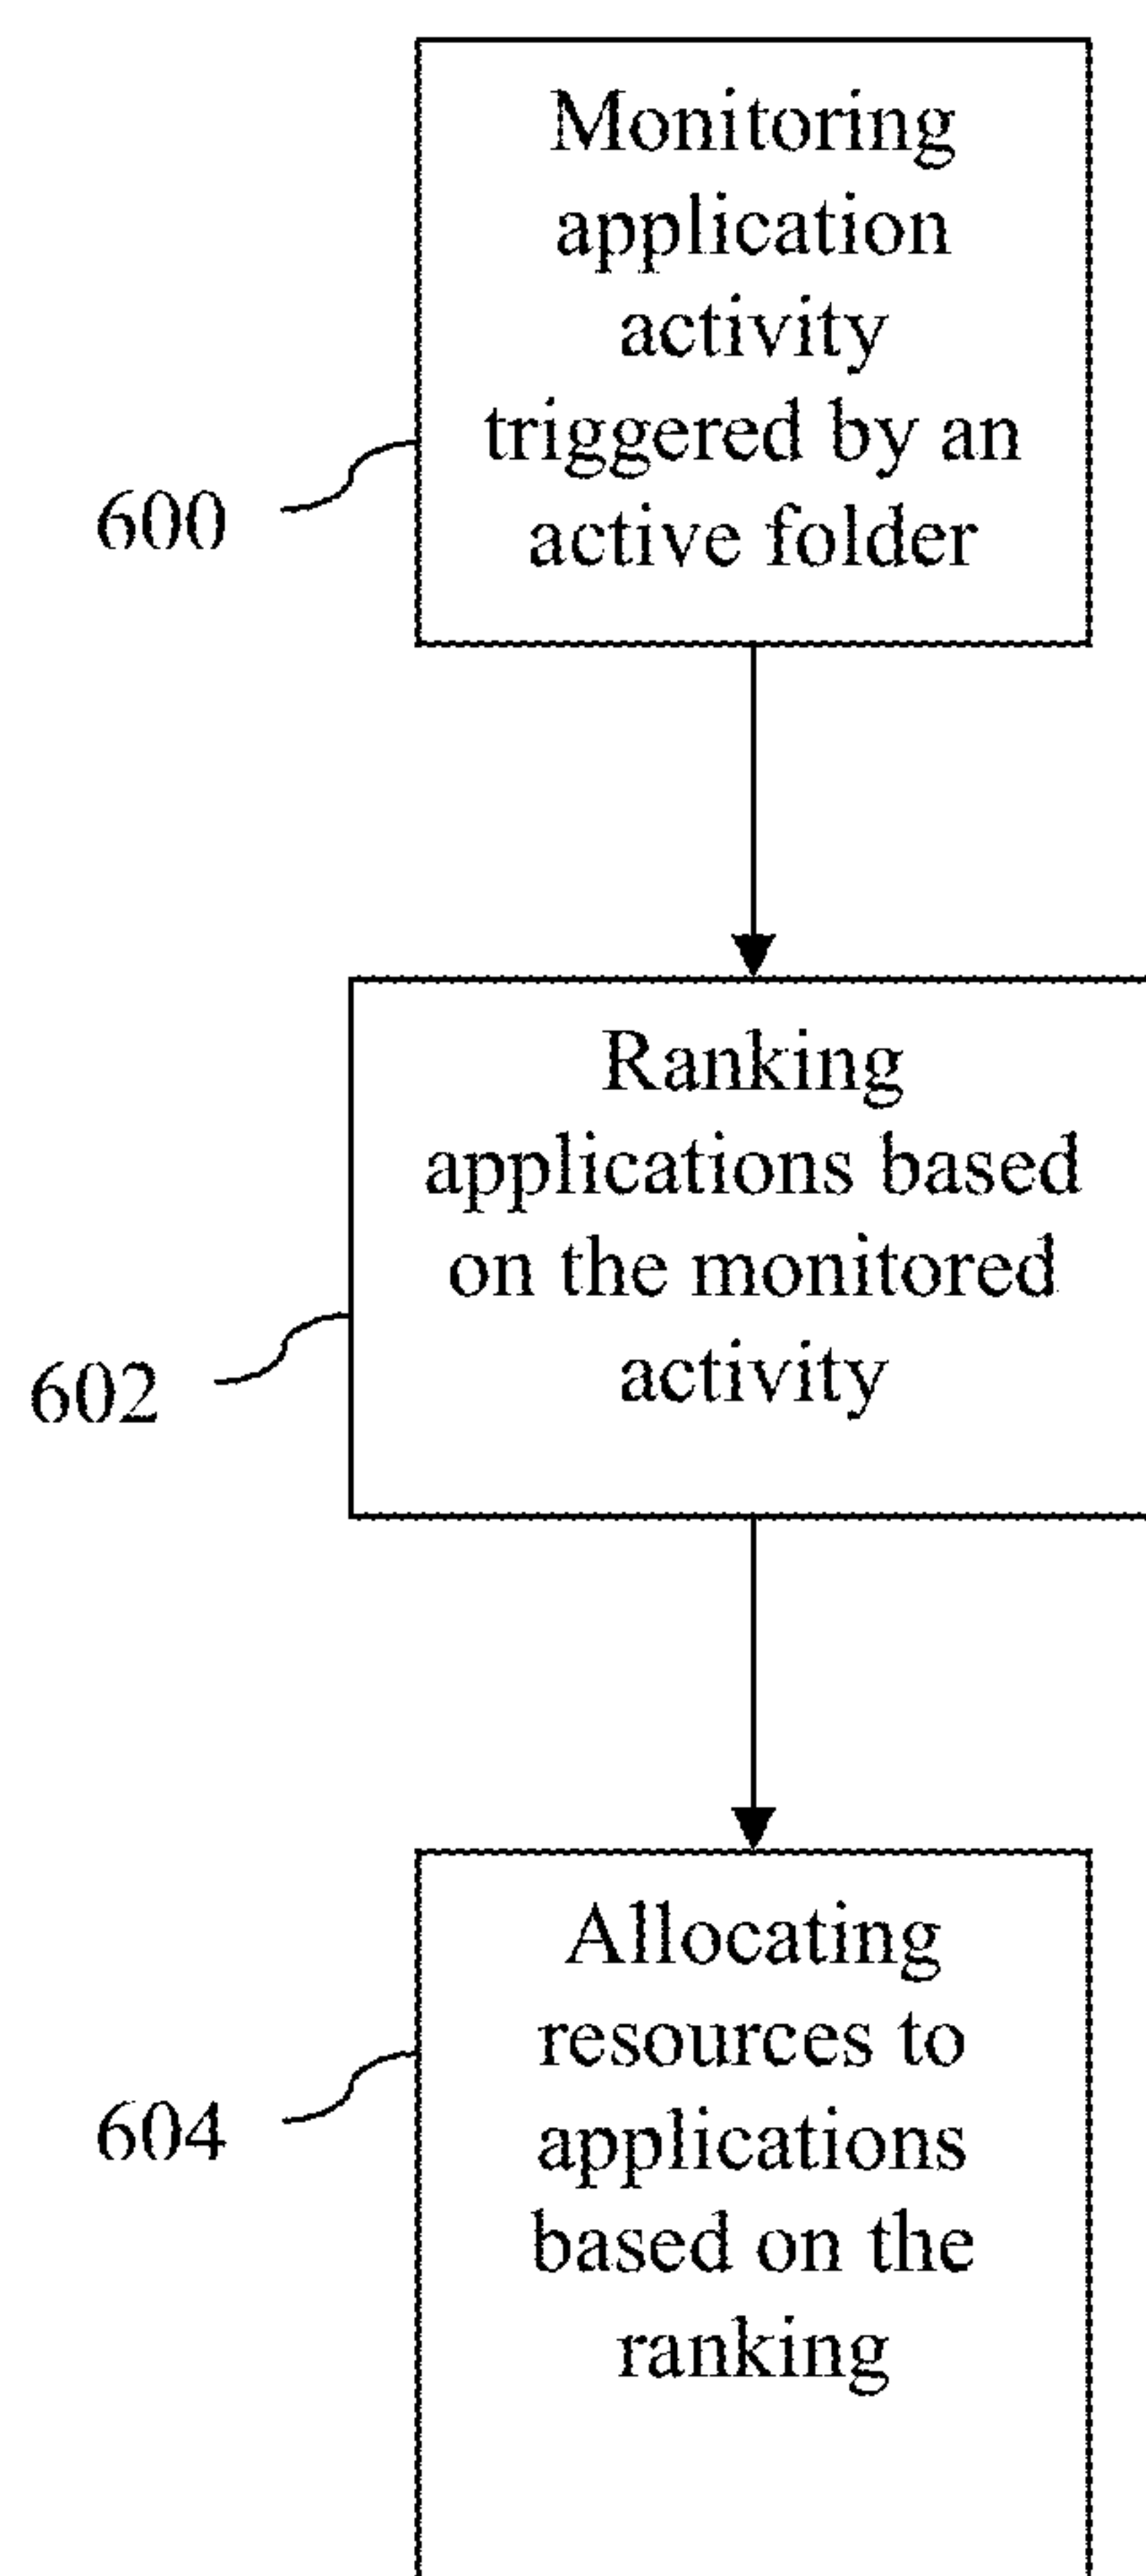 Monitoring
application
activity
triggered by an
active folder
600
Ranking
applications based
on the monitored
activity
602
Allocating
resources to
applications
based on the
ranking
604